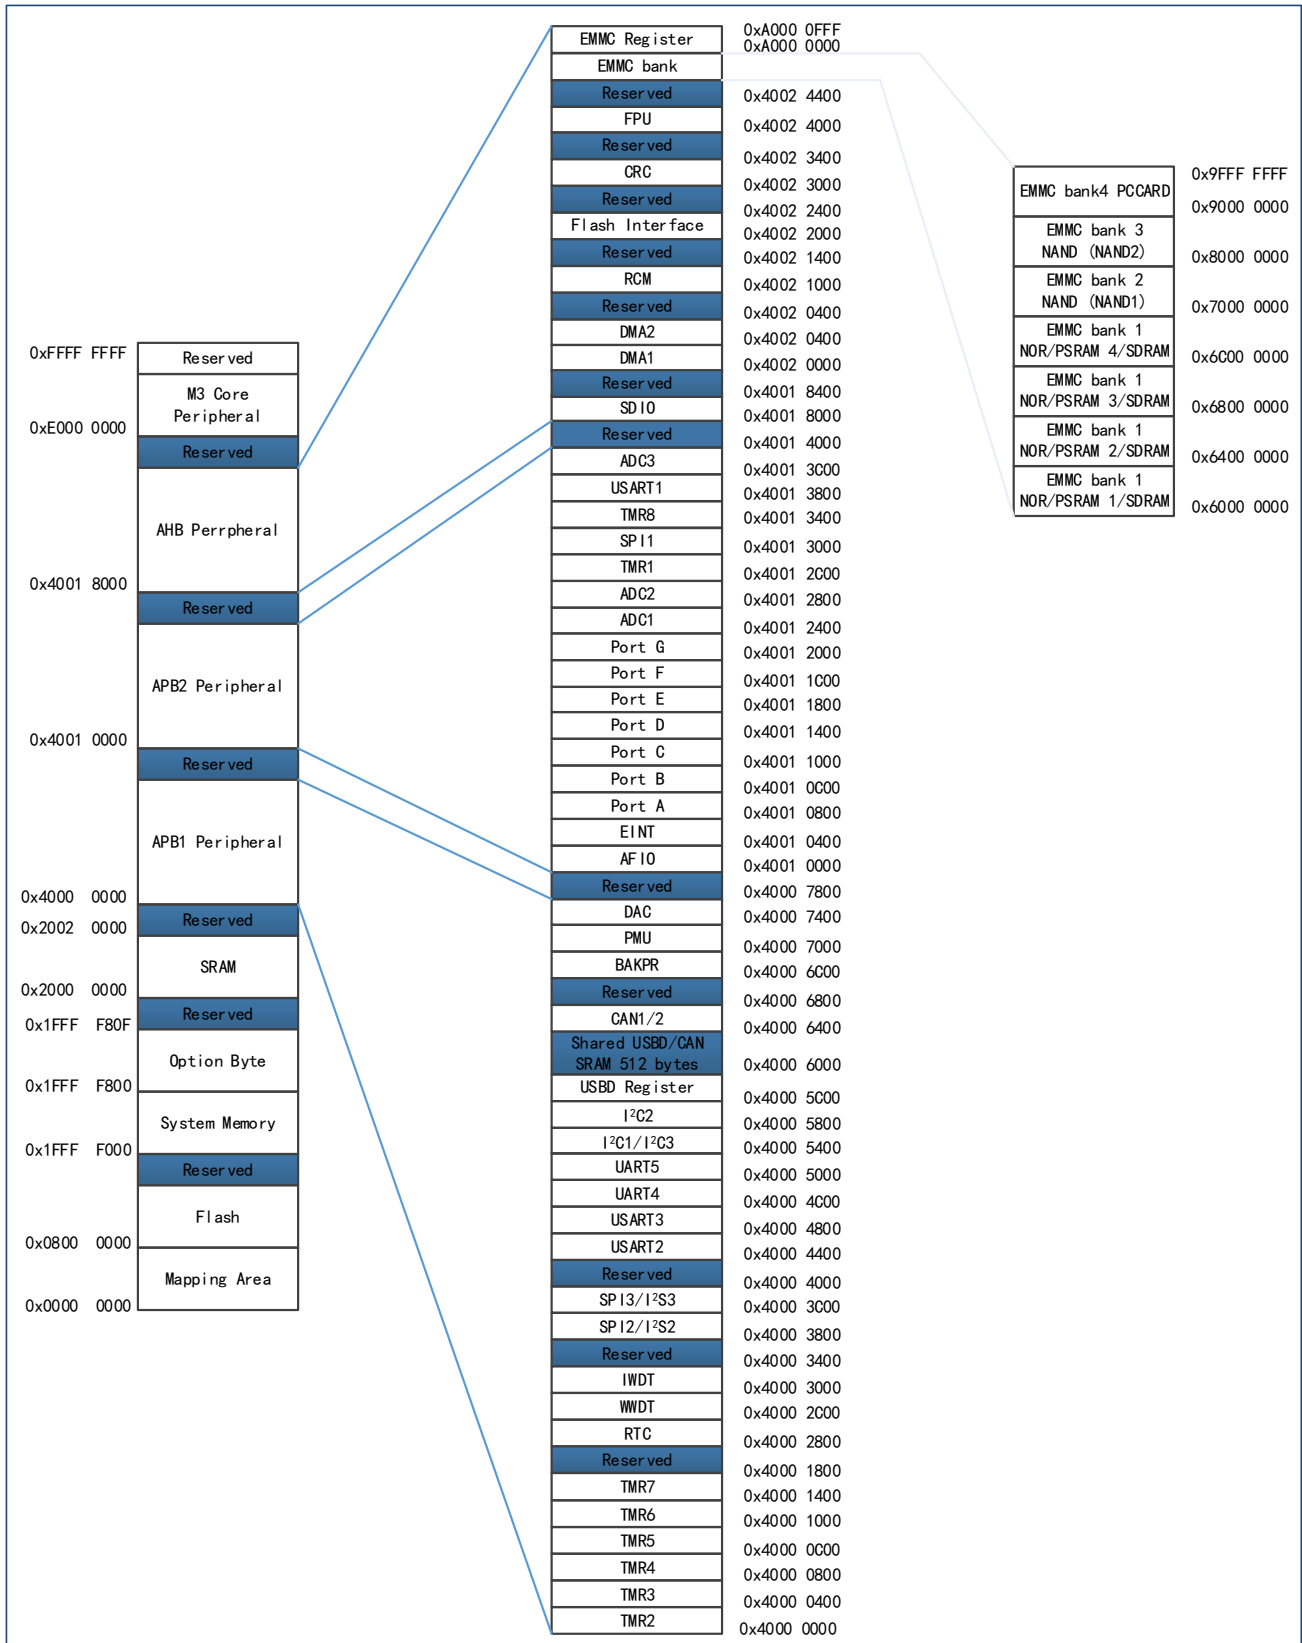 0xFFFF FFFF
Reserved
M3 Core
Peripheral
0xE000 0000
Reserved
AHB Perrpheral
0x4001 8000
Reserved
APB2 Peripheral
0x4001 0000
Reserved
APB1 Peripheral
0x4000 0000
Reserved
0x2002 0000
SRAM
0x2000 0000
Reserved
0x1FFF F80F
Option Byte
0x1FFF F800
System Memory
0x1FFF F000
Reserved
Flash
0x0800 0000
Mapping Area
0x0000 0000
EMMC Register
0xA000 0FFF
0xA000 0000
EMMC bank
Reserved
0x4002 4400
FPU
0x4002 4000
Reserved
0x4002 3400
CRC
0x4002 3000
Reserved
0x4002 2400
Flash Interface
0x4002 2000
Reserved
0x4002 1400
RCM
0x4002 1000
Reserved
0x4002 0400
DMA2
0x4002 0400
DMA1
0x4002 0000
Reserved
0x4001 8400
SDIO
0x4001 8000
Reserved
0x4001 4000
ADC3
0x4001 3C00
USART1
0x4001 3800
TMR8
0x4001 3400
SPI1
0x4001 3000
TMR1
0x4001 2C00
ADC2
0x4001 2800
ADC1
0x4001 2400
Port G
0x4001 2000
Port F
0x4001 1C00
Port E
0x4001 1800
Port D
0x4001 1400
Port C
0x4001 1000
Port B
0x4001 0C00
Port A
0x4001 0800
EINT
0x4001 0400
AFIO
0x4001 0000
Reserved
0x4000 7800
DAC
0x4000 7400
PMU
0x4000 7000
BAKPR
0x4000 6C00
Reserved
0x4000 6800
CAN1/2
0x4000 6400
Shared USBD/CAN
SRAM 512 bytes
0x4000 6000
USBD Register
0x4000 5C00
I²C2
0x4000 5800
I²C1/I²C3
0x4000 5400
UART5
0x4000 5000
UART4
0x4000 4C00
USART3
0x4000 4800
USART2
0x4000 4400
Reserved
0x4000 4000
SPI3/I²S3
0x4000 3C00
SPI2/I²S2
0x4000 3800
Reserved
0x4000 3400
IWDT
0x4000 3000
WWDT
0x4000 2C00
RTC
0x4000 2800
Reserved
0x4000 1800
TMR7
0x4000 1400
TMR6
0x4000 1000
TMR5
0x4000 0C00
TMR4
0x4000 0800
TMR3
0x4000 0400
TMR2
0x4000 0000
0x9FFF FFFF
EMMC bank4 PCCARD
0x9000 0000
EMMC bank 3
NAND (NAND2)
0x8000 0000
EMMC bank 2
NAND (NAND1)
0x7000 0000
EMMC bank 1
NOR/PSRAM 4/SDRAM
0x6C00 0000
EMMC bank 1
NOR/PSRAM 3/SDRAM
0x6800 0000
EMMC bank 1
NOR/PSRAM 2/SDRAM
0x6400 0000
EMMC bank 1
NOR/PSRAM 1/SDRAM
0x6000 0000